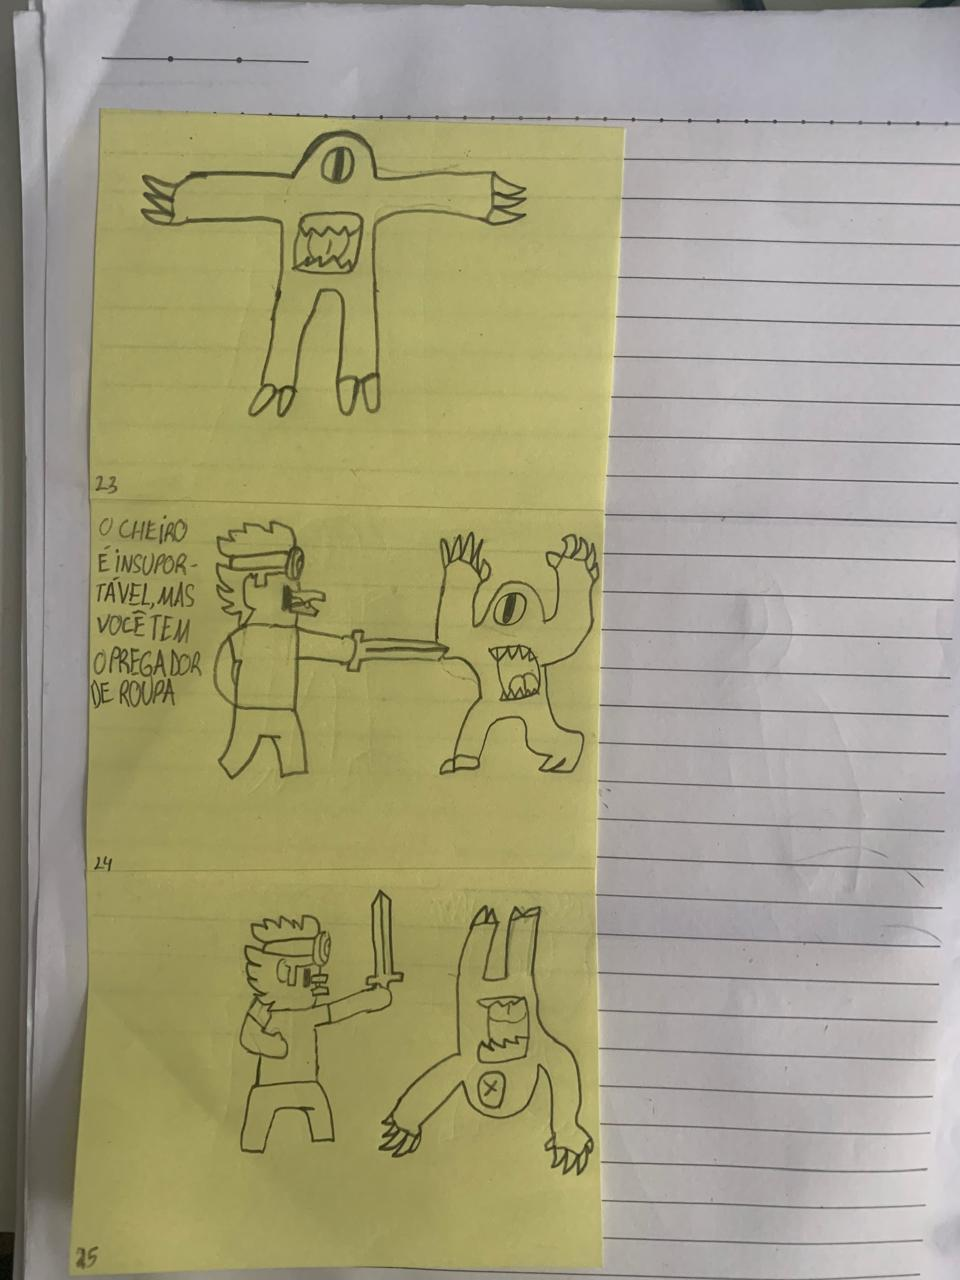 23
O CHEIRO
É INSUPOR-
TÁVEL, MAS
VOCÊ TEM
O PREGADOR
DE ROUPA
24
25